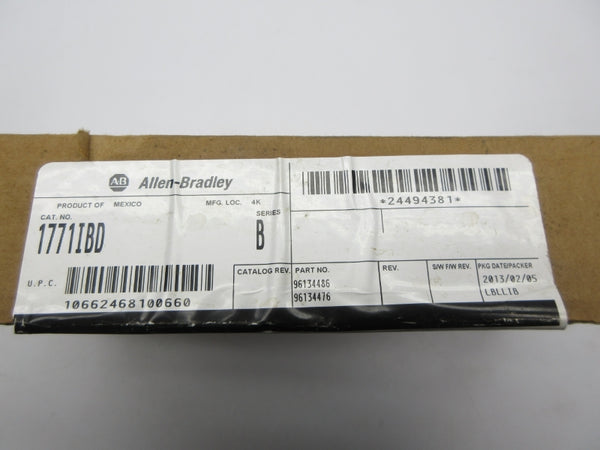 AB Allen-Bradley
*24494381*
PRODUCT OF MEXICO MFG. LOC. 4K
CAT. NO. SERIES
1771IBD B
U.P.C.
10662468100660
CATALOG REV. PART NO. REV. S/W F/W REV. PKG DATE/PACKER
96134486 2013/02/05
96134476 LBLLIB